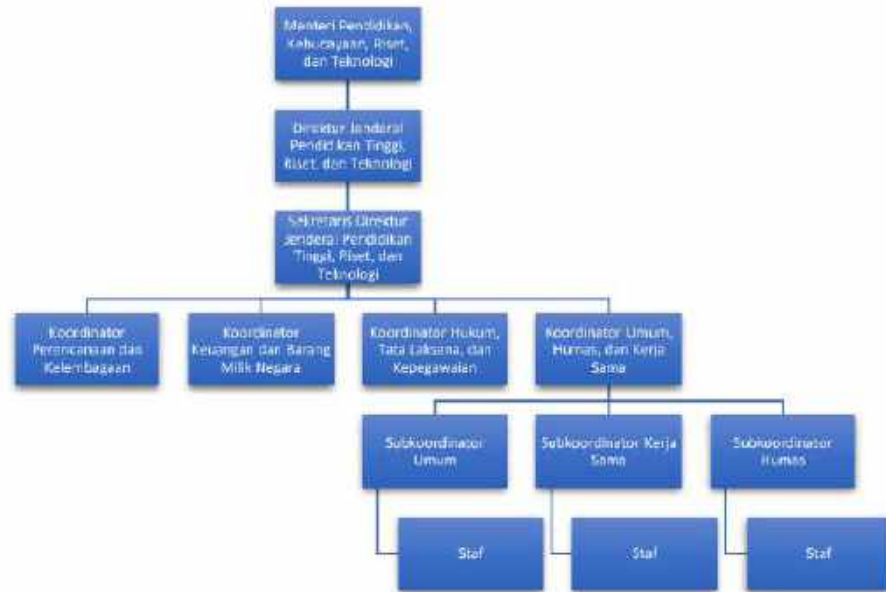 Menteri Pendidikan,
Kebudayaan, Riset,
dan Teknologi
Direktur Jenderal
Pendidikan Tinggi,
Riset, dan Teknologi
Sekretaris Direktur
Jenderal Pendidikan
Tinggi, Riset, dan
Teknologi
Koordinator
Perencanaan dan
Kelembagaan
Koordinator
Keuangan dan Barang
Milik Negara
Koordinator Hukum,
Tata Laksana, dan
Kepegawaian
Koordinator Umum,
Humas, dan Kerja
Sama
Subkoordinator
Umum
Subkoordinator Kerja
Sama
Subkoordinator
Humas
Staf
Staf
Staf